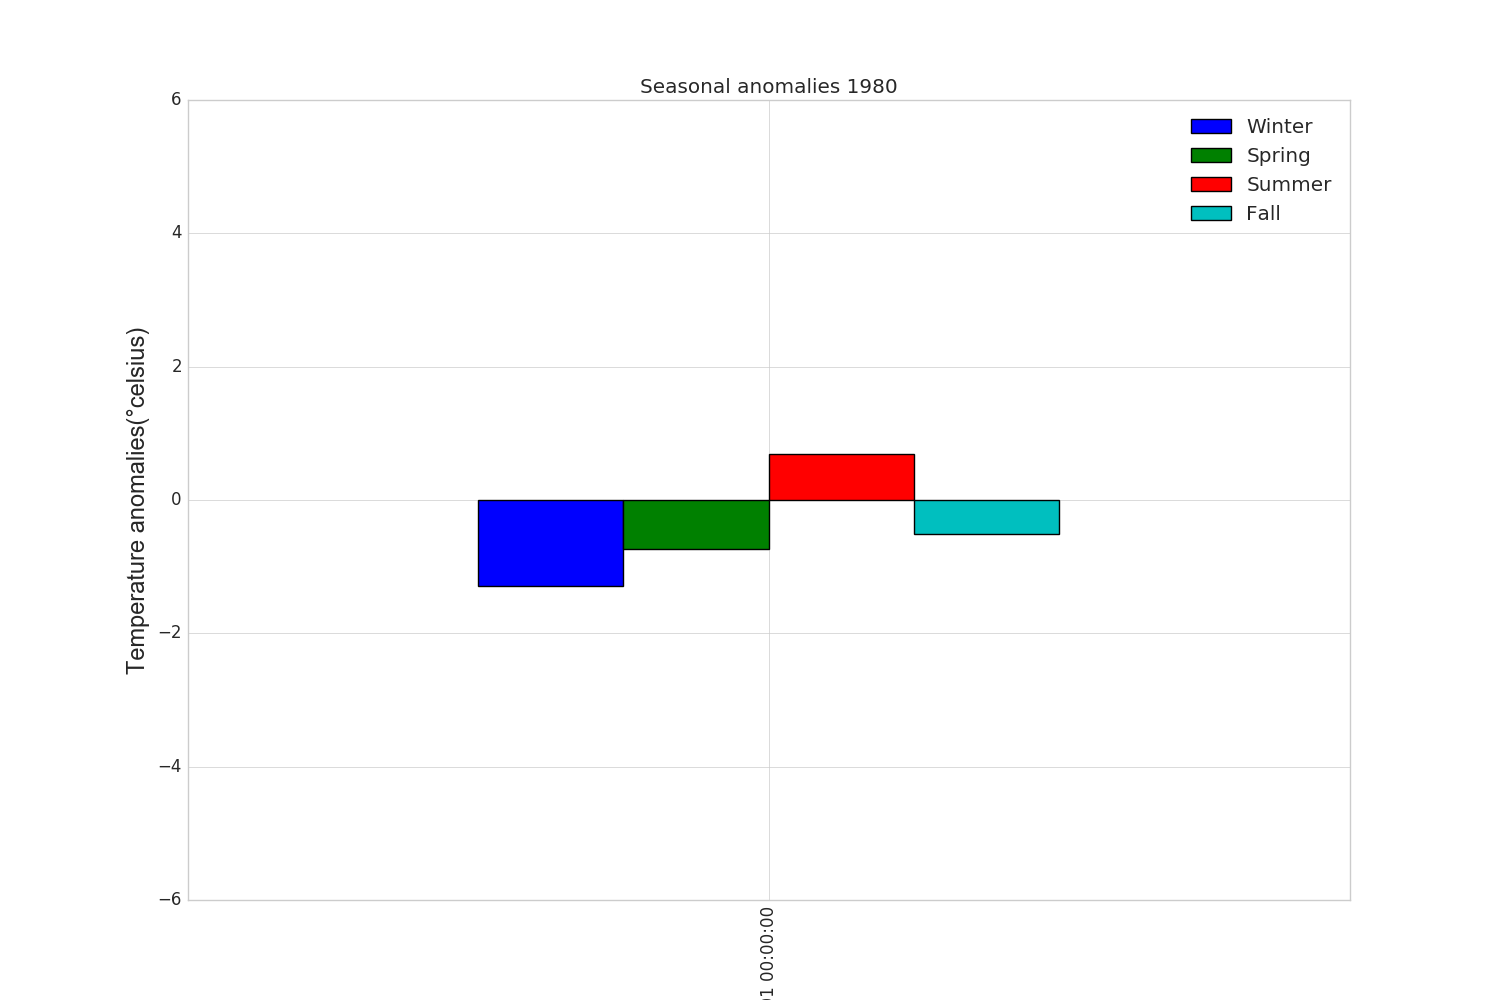 Seasonal anomalies 1980
6
4
2
0
−2
−4
−6
Temperature anomalies(°celsius)
Winter
Spring
Summer
Fall
01 00:00:00